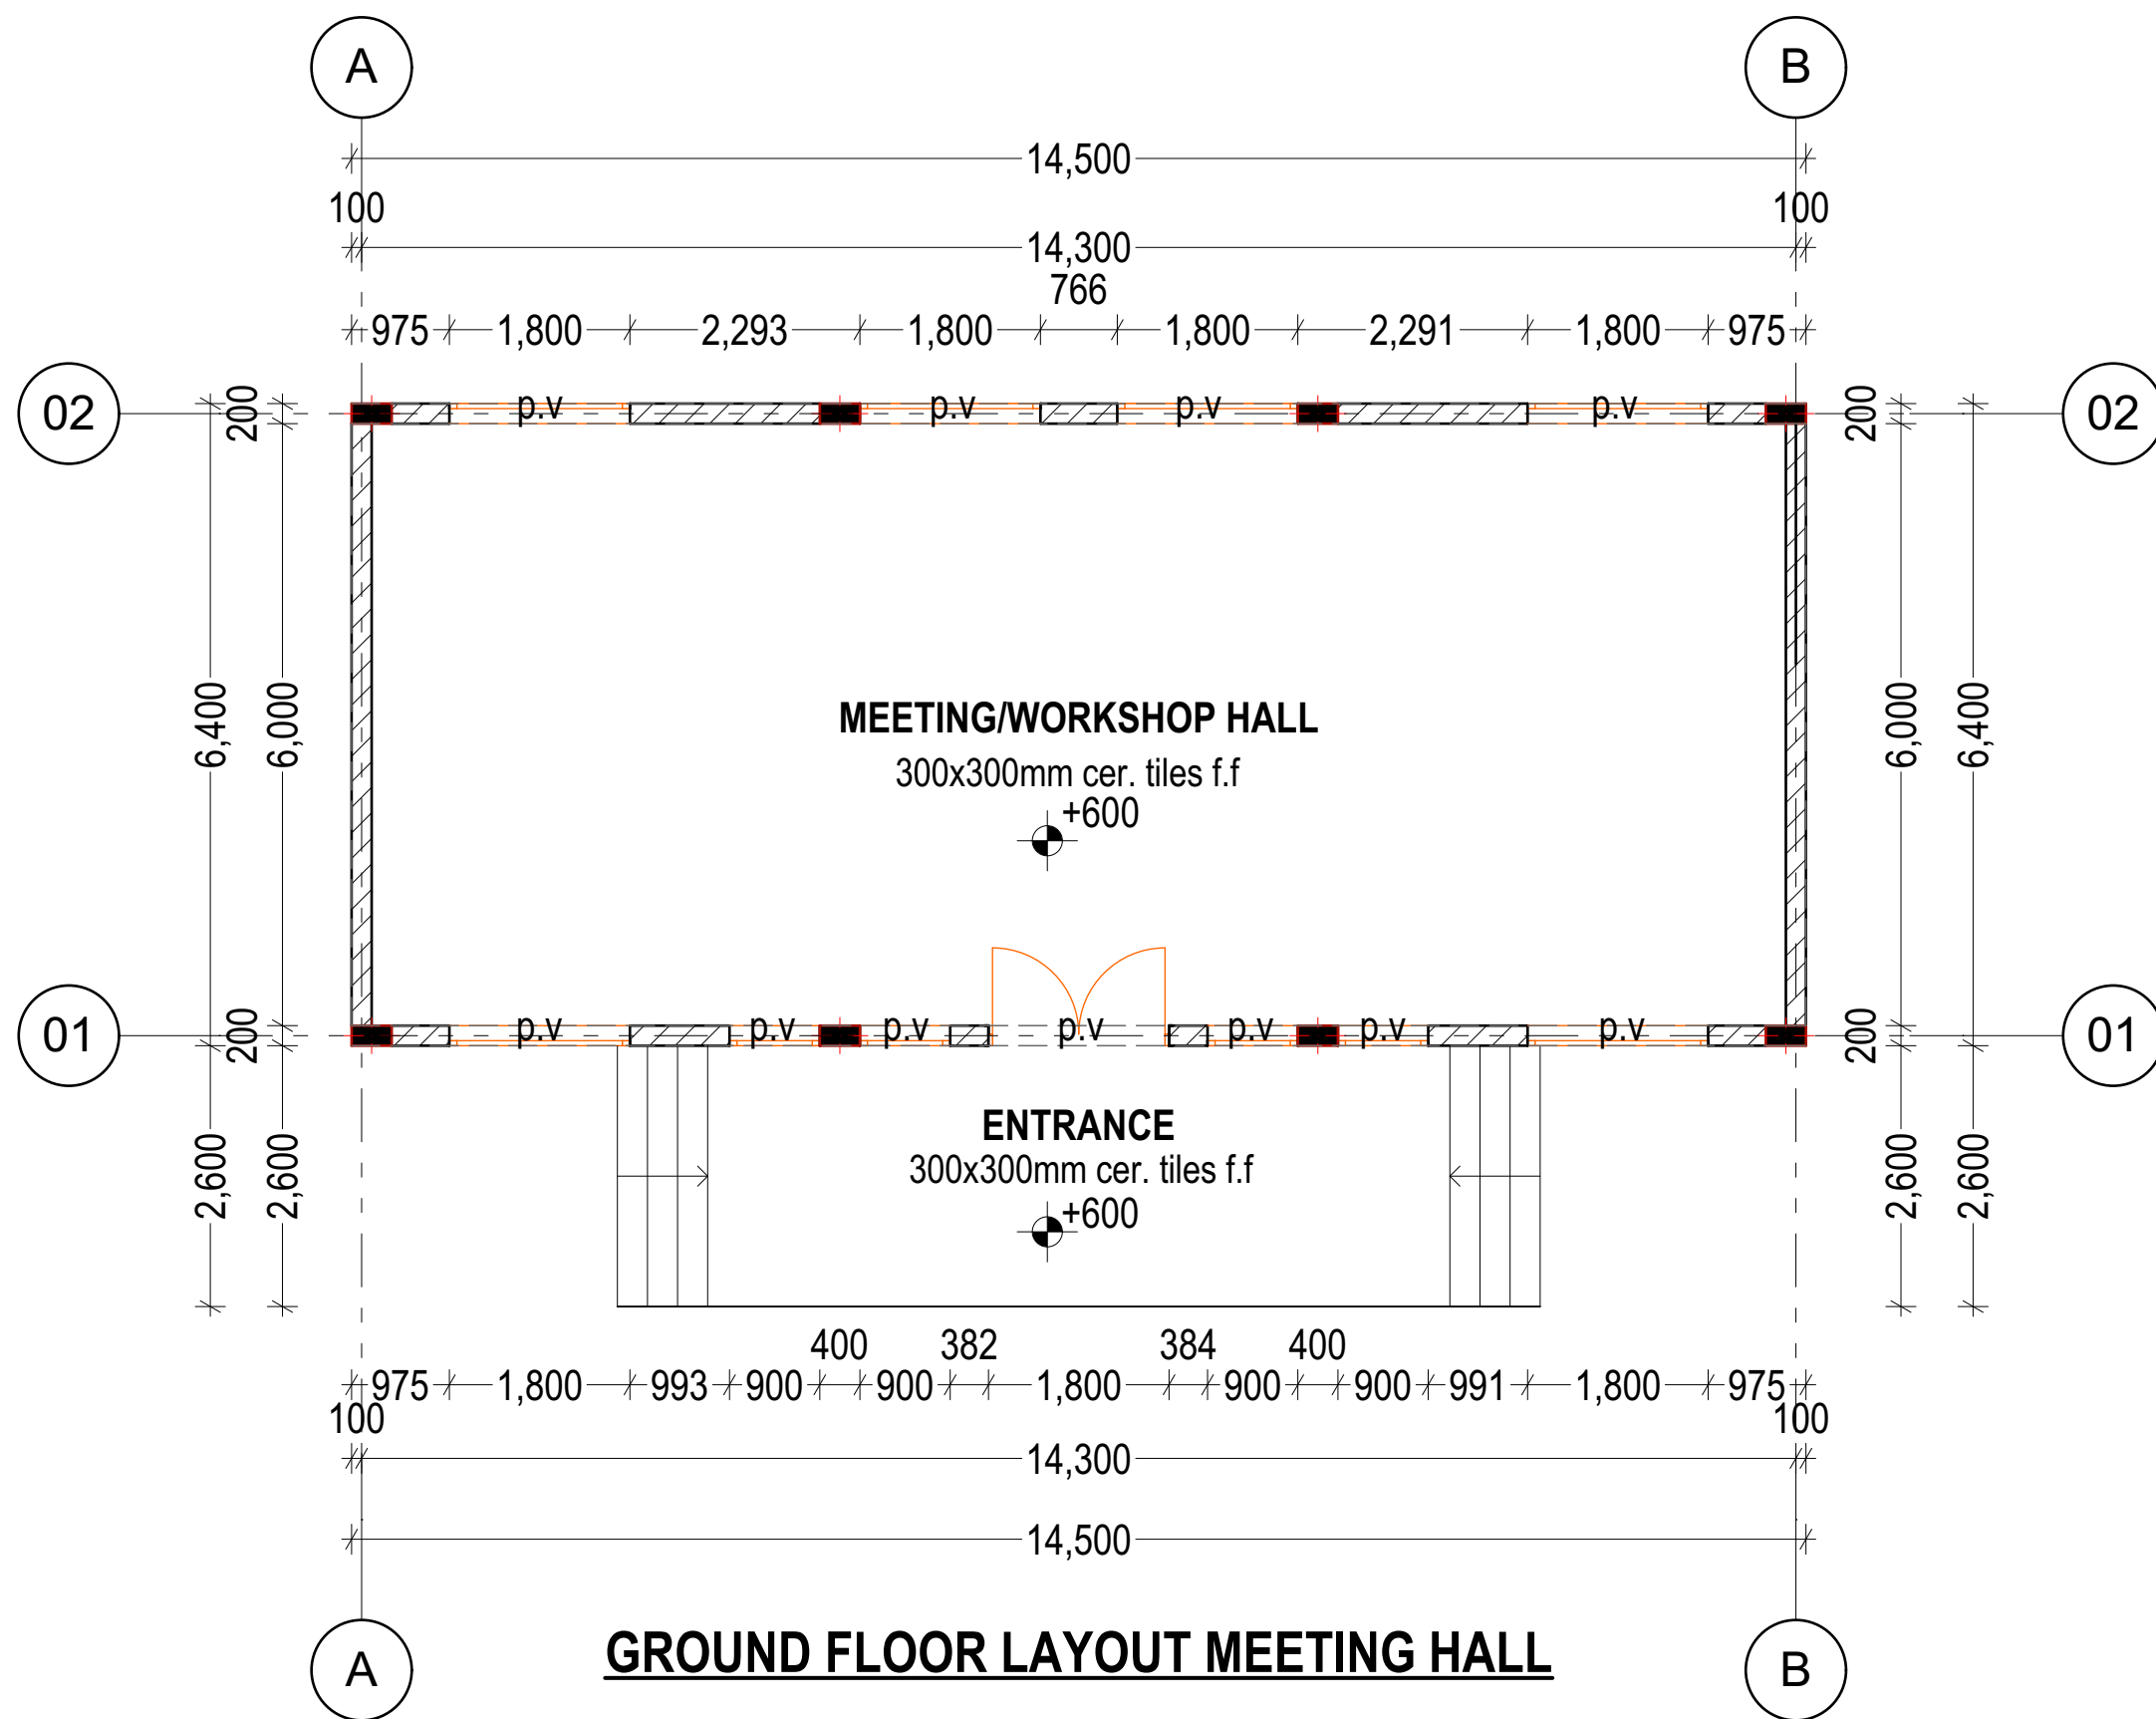 A B
14,500
100 100
14,300
766
975 1,800 2,293 1,800 1,800 2,291 1,800 975
02 200 p.v p.v p.v p.v 200 02
6,400 6,000 6,000 6,400
MEETING/WORKSHOP HALL
300x300mm cer. tiles f.f
+600
01 200 p.v p.v p.v p.v p.v p.v p.v 200 01
2,600 2,600 2,600 2,600
ENTRANCE
300x300mm cer. tiles f.f
+600
400 382 384 400
975 1,800 993 900 900 1,800 900 900 991 1,800 975
100 100
14,300
14,500
GROUND FLOOR LAYOUT MEETING HALL
A B